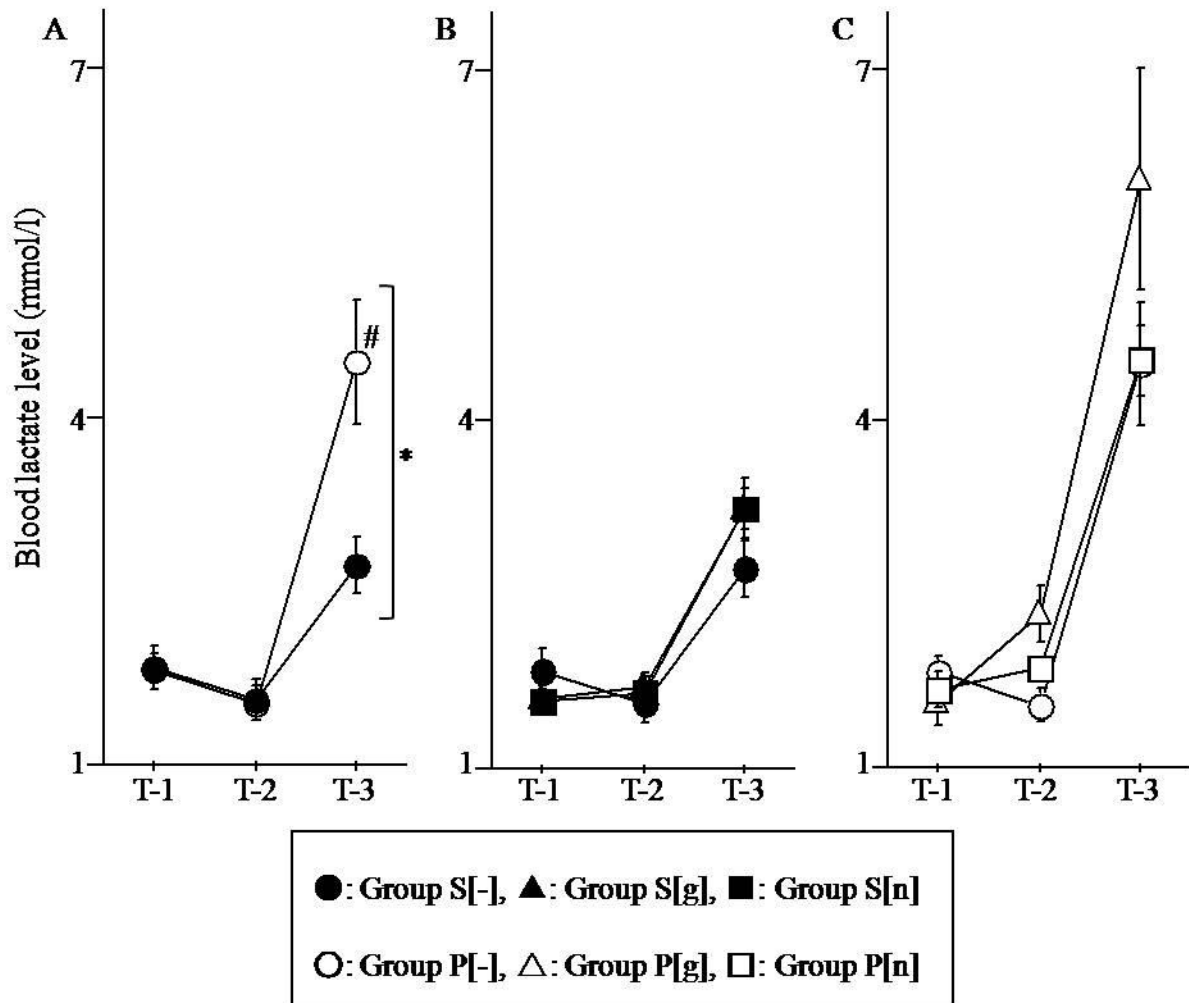 A
B
C
7
7
7
4
4
4
1
1
1
Blood lactate level (mmol/l)
#
*
T-1 T-2 T-3
T-1 T-2 T-3
T-1 T-2 T-3
: Group S[-], : Group S[g], : Group S[n]
: Group P[-], : Group P[g], : Group P[n]